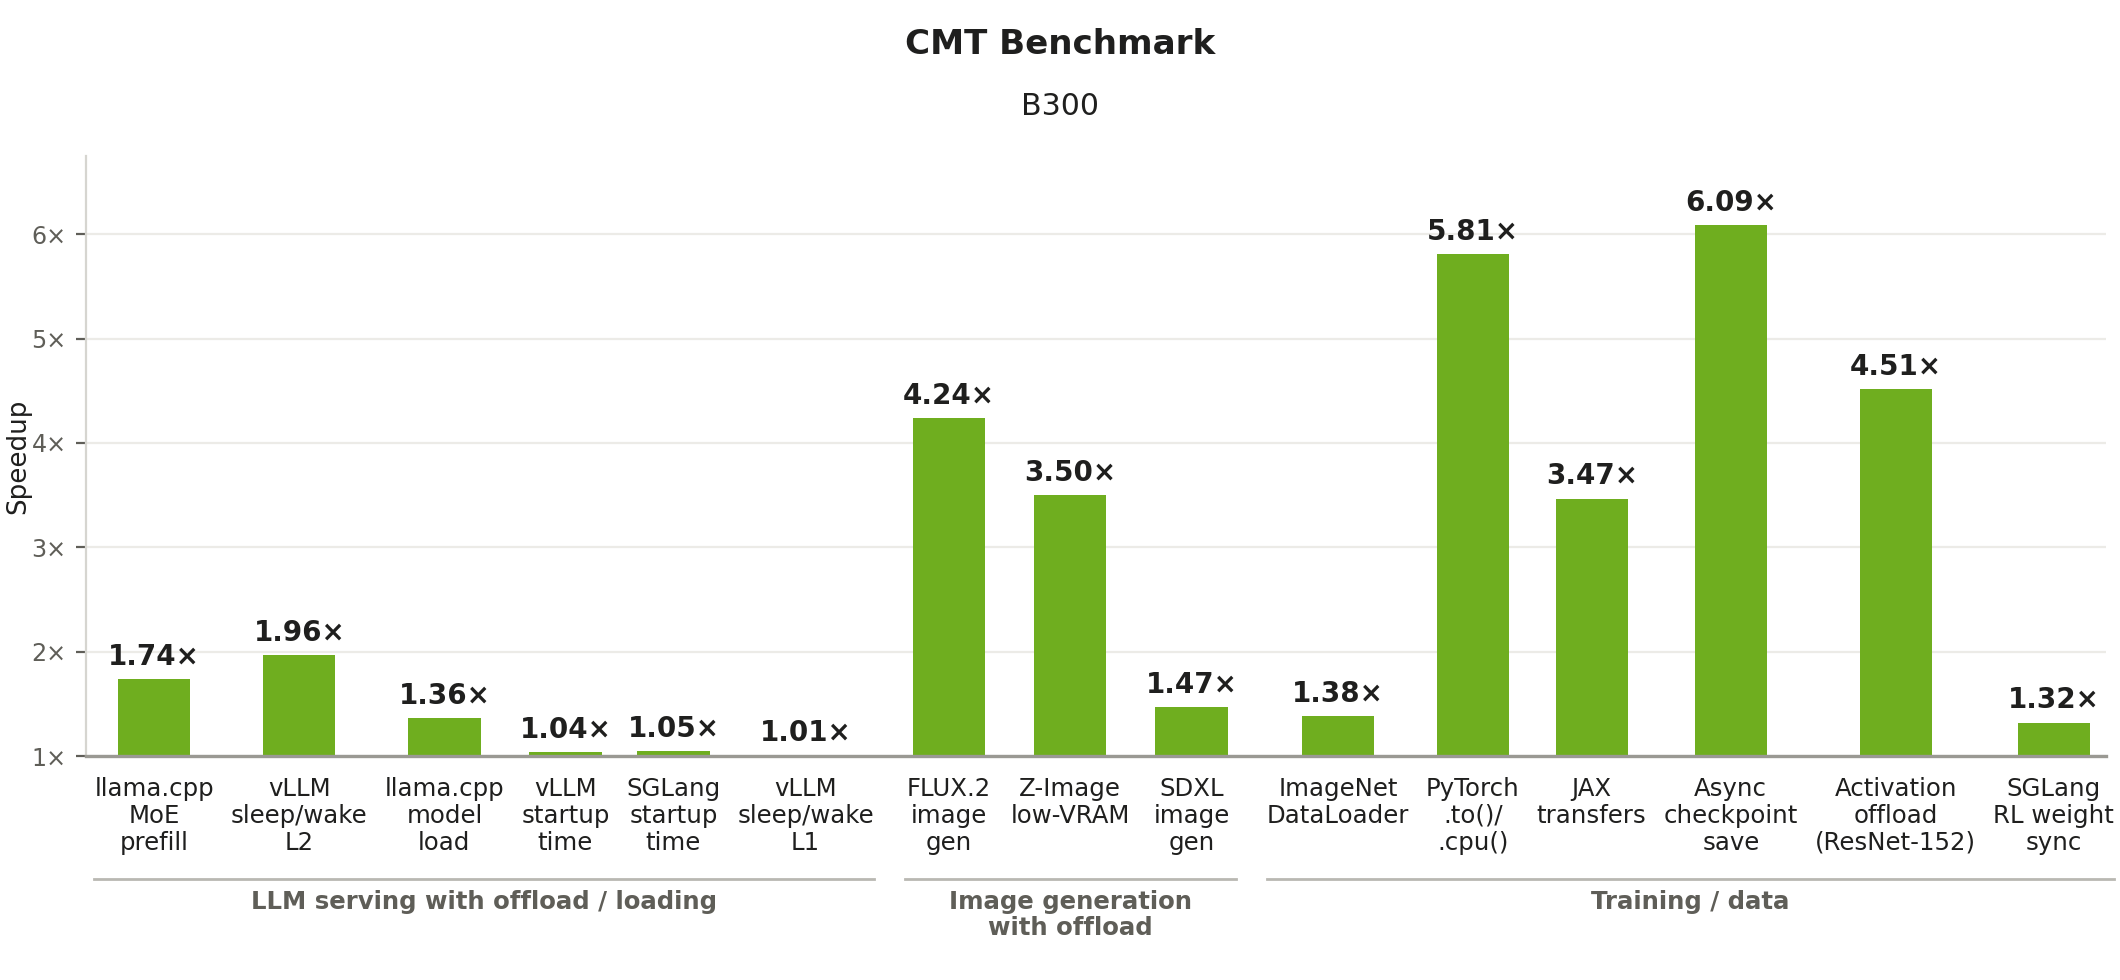 CMT Benchmark
B300
Speedup
6×
5×
4×
3×
2×
1×
1.74×
1.96×
1.36×
1.04×
1.05×
1.01×
4.24×
3.50×
1.47×
1.38×
5.81×
3.47×
6.09×
4.51×
1.32×
llama.cpp
MoE
prefill
vLLM
sleep/wake
L2
llama.cpp
model
load
vLLM
startup
time
SGLang
startup
time
vLLM
sleep/wake
L1
FLUX.2
image
gen
Z-Image
low-VRAM
SDXL
image
gen
ImageNet
DataLoader
PyTorch
.to()/
.cpu()
JAX
transfers
Async
checkpoint
save
Activation
offload
(ResNet-152)
SGLang
RL weight
sync
LLM serving with offload / loading
Image generation
with offload
Training / data